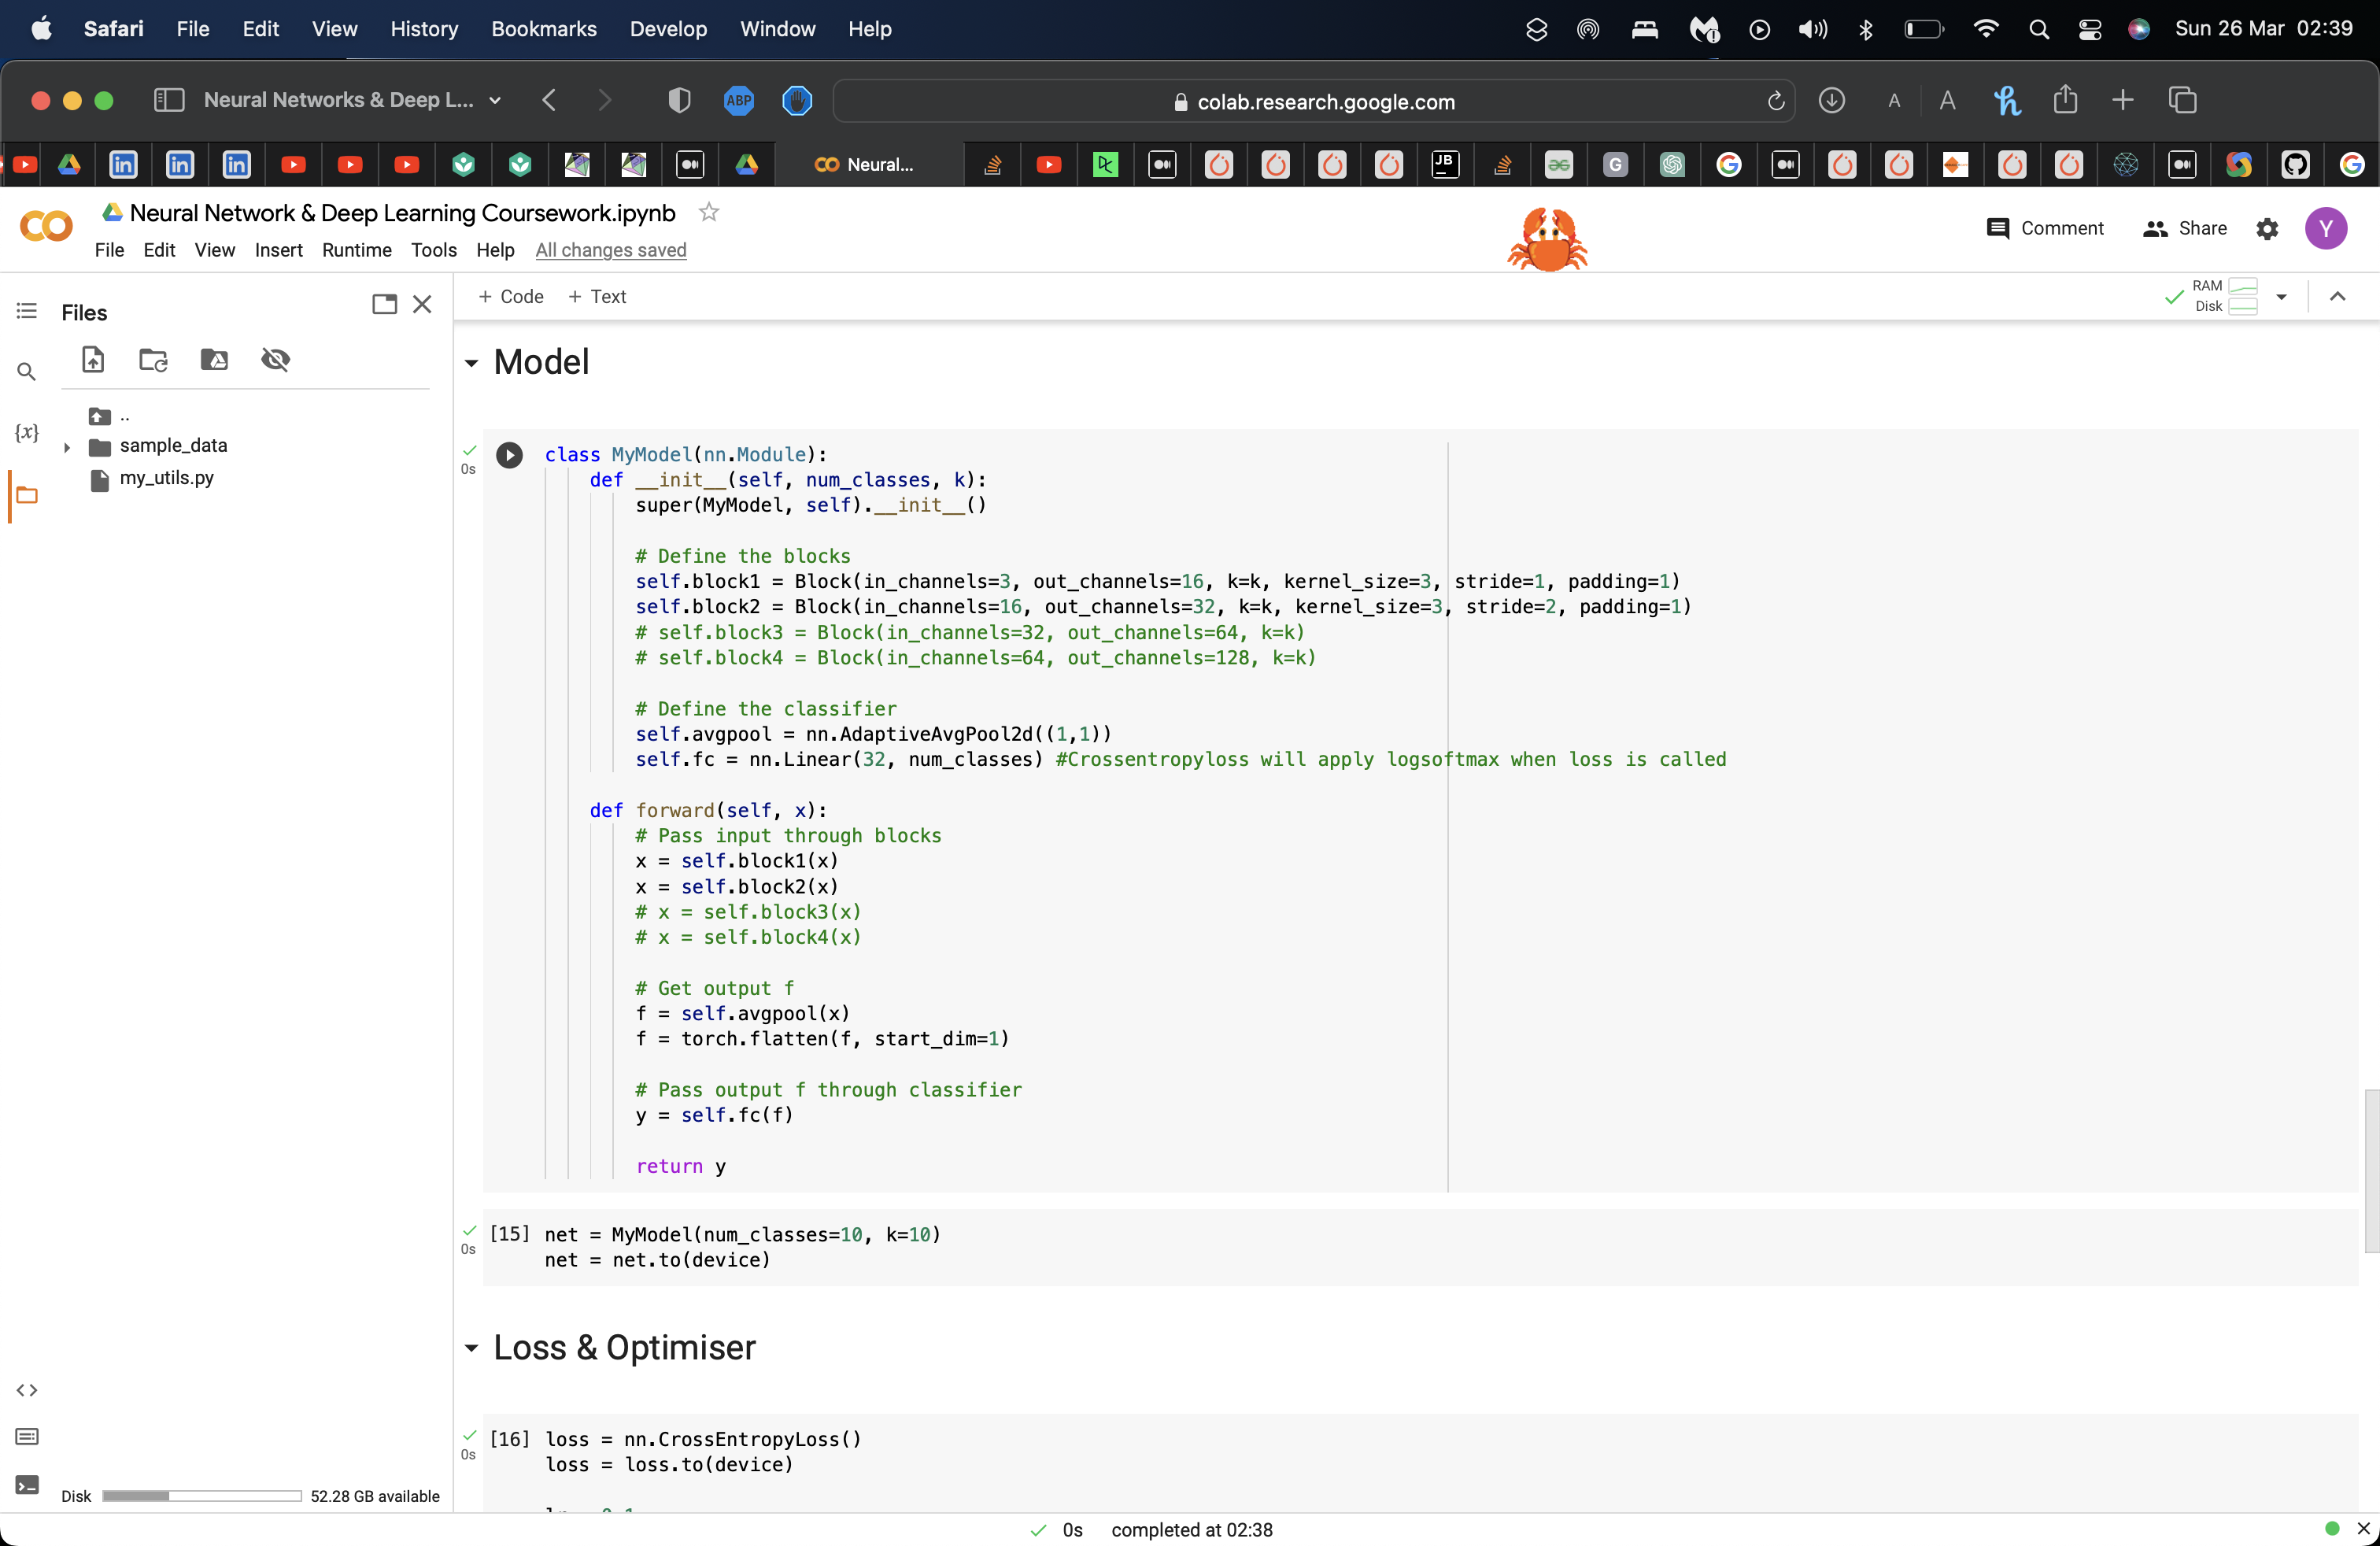 Safari File Edit View History Bookmarks Develop Window Help Sun 26 Mar 02:39
Neural Networks & Deep L... ABP colab.research.google.com A A
Neural... JB G
Neural Network & Deep Learning Coursework.ipynb
Comment Share Y
File Edit View Insert Runtime Tools Help All changes saved
Files
+ Code + Text
RAM
Disk
{x}
..
sample_data
my_utils.py
Model
0s
class MyModel(nn.Module):
    def __init__(self, num_classes, k):
        super(MyModel, self).__init__()
        # Define the blocks
        self.block1 = Block(in_channels=3, out_channels=16, k=k, kernel_size=3, stride=1, padding=1)
        self.block2 = Block(in_channels=16, out_channels=32, k=k, kernel_size=3, stride=2, padding=1)
        # self.block3 = Block(in_channels=32, out_channels=64, k=k)
        # self.block4 = Block(in_channels=64, out_channels=128, k=k)
        # Define the classifier
        self.avgpool = nn.AdaptiveAvgPool2d((1,1))
        self.fc = nn.Linear(32, num_classes) #Crossentropyloss will apply logsoftmax when loss is called
    def forward(self, x):
        # Pass input through blocks
        x = self.block1(x)
        x = self.block2(x)
        # x = self.block3(x)
        # x = self.block4(x)
        # Get output f
        f = self.avgpool(x)
        f = torch.flatten(f, start_dim=1)
        # Pass output f through classifier
        y = self.fc(f)
        return y
[15] net = MyModel(num_classes=10, k=10)
0s
net = net.to(device)
Loss & Optimiser
[16] loss = nn.CrossEntropyLoss()
0s
loss = loss.to(device)
Disk 52.28 GB available
0s completed at 02:38